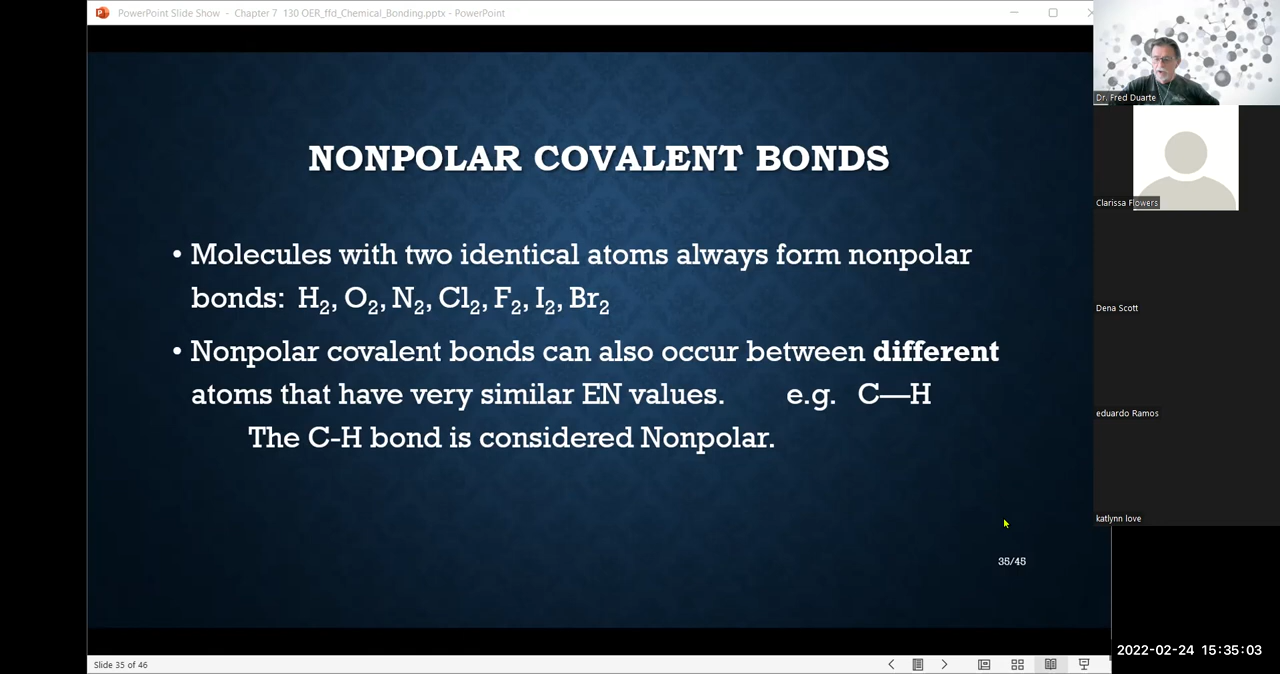 PowerPoint Slide Show - Chapter 7 130 OER_ffd_Chemical_Bonding.pptx - PowerPoint
NONPOLAR COVALENT BONDS
• Molecules with two identical atoms always form nonpolar
bonds: H₂, O₂, N₂, Cl₂, F₂, I₂, Br₂
• Nonpolar covalent bonds can also occur between different
atoms that have very similar EN values. e.g. C—H
The C-H bond is considered Nonpolar.
35/45
Slide 35 of 46
Dr. Fred Duarte
Clarissa Flowers
Dena Scott
eduardo Ramos
katlynn love
2022-02-24 15:35:03